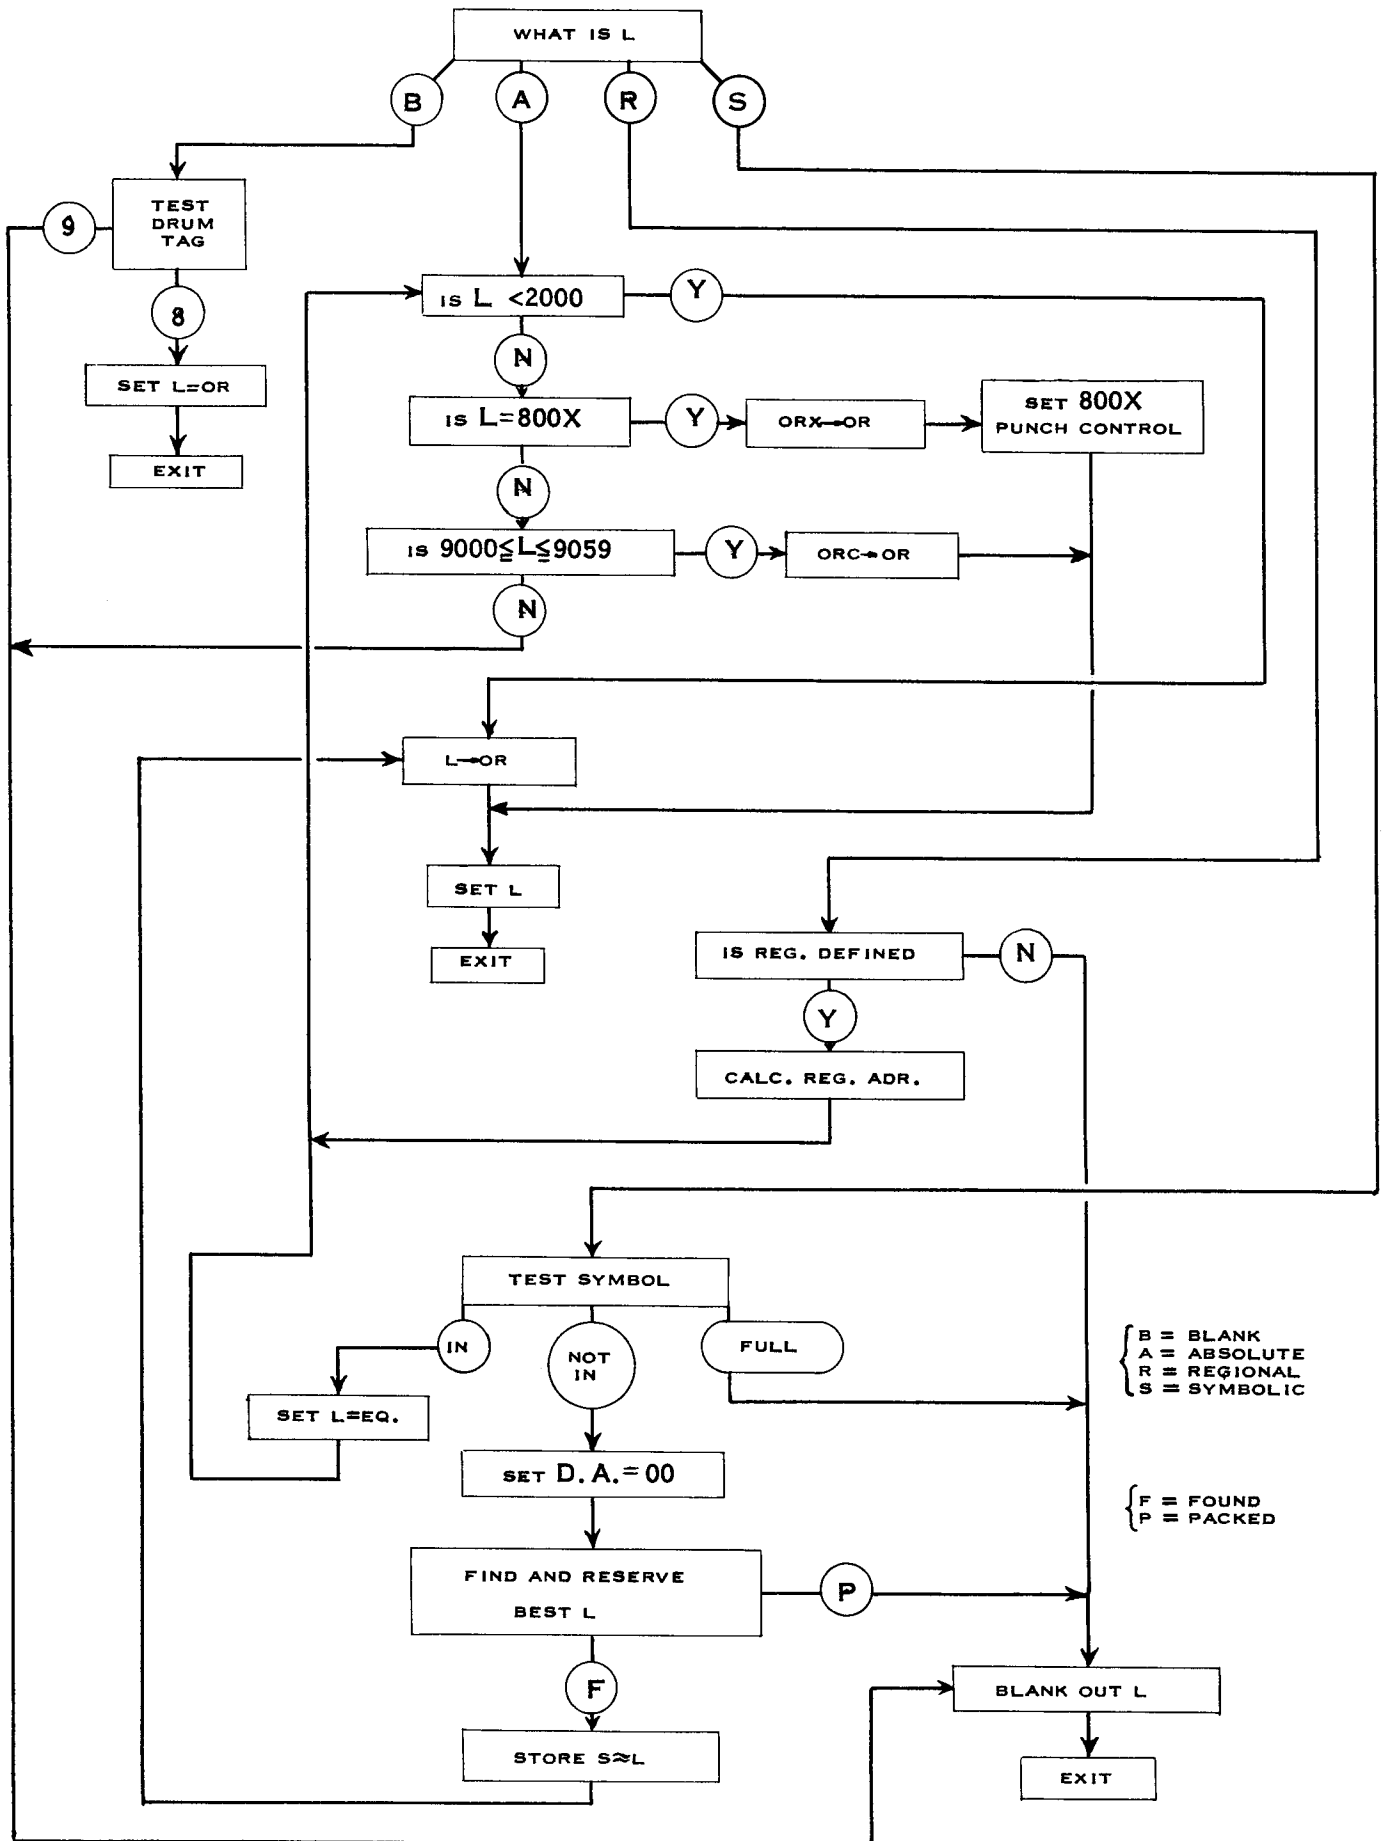 WHAT IS L
B
A
R
S
TEST
DRUM
TAG
9
8
SET L=OR
EXIT
IS L <2000
Y
N
IS L=800X
Y
ORX→OR
SET 800X
PUNCH CONTROL
N
IS 9000≦L≦9059
Y
ORC→OR
N
L→OR
SET L
EXIT
IS REG. DEFINED
N
Y
CALC. REG. ADR.
TEST SYMBOL
IN
NOT
IN
FULL
SET L=EQ.
SET D.A.=00
FIND AND RESERVE
BEST L
P
F
STORE S≈L
BLANK OUT L
EXIT
B = BLANK
A = ABSOLUTE
R = REGIONAL
S = SYMBOLIC
F = FOUND
P = PACKED